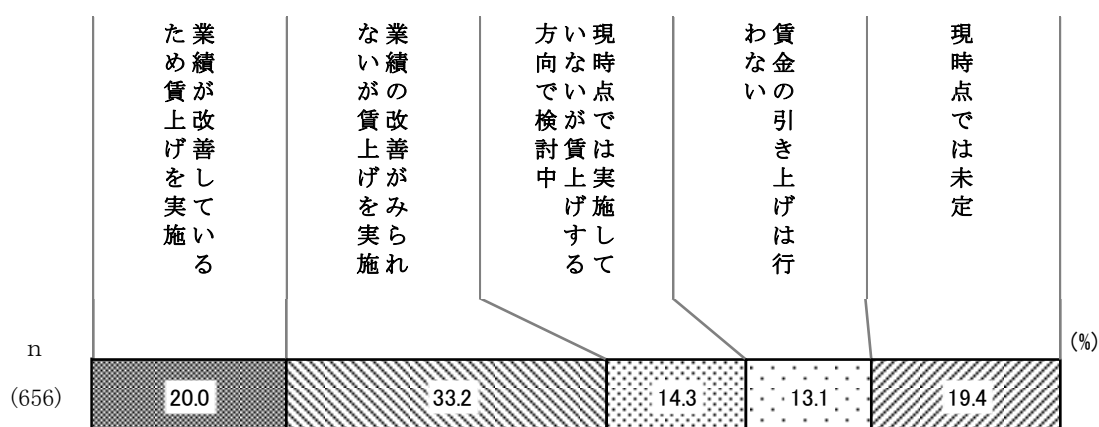 業績が改善している
ため賃上げを実施
業績の改善がみられ
ないが賃上げを実施
現時点では実施して
いないが賃上げする
方向で検討中
賃金の引き上げは行
わない
現時点では未定
(%)
n
(656)
20.0
33.2
14.3
13.1
19.4